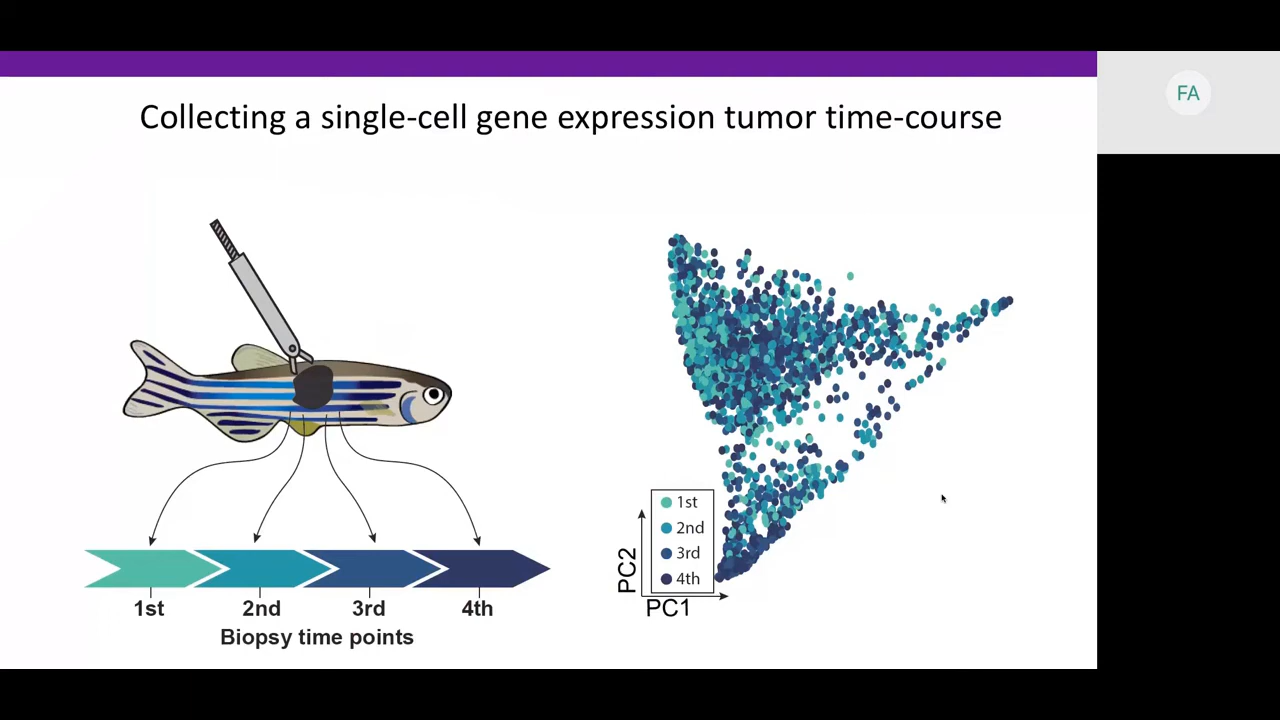 FA
Collecting a single-cell gene expression tumor time-course
1st
2nd
3rd
4th
PC2
PC1
1st
2nd
3rd
4th
Biopsy time points